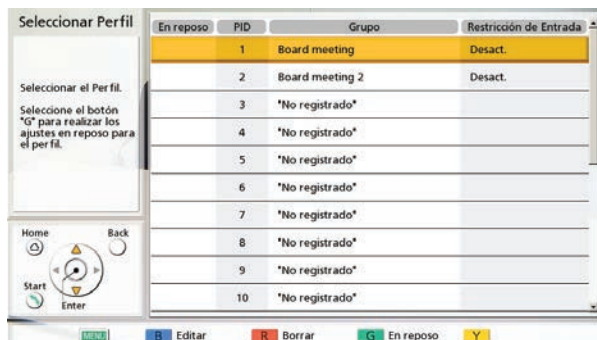 Seleccionar Perfil
Seleccionar el Perfil.
Seleccione el botón
"G" para realizar los
ajustes en reposo para
el perfil.
Home Back
Start
Enter
En reposo PID Grupo Restricción de Entrada
1 Board meeting Desact.
2 Board meeting 2 Desact.
3 "No registrado"
4 "No registrado"
5 "No registrado"
6 "No registrado"
7 "No registrado"
8 "No registrado"
9 "No registrado"
10 "No registrado"
MENU B Editar R Borrar G En reposo Y